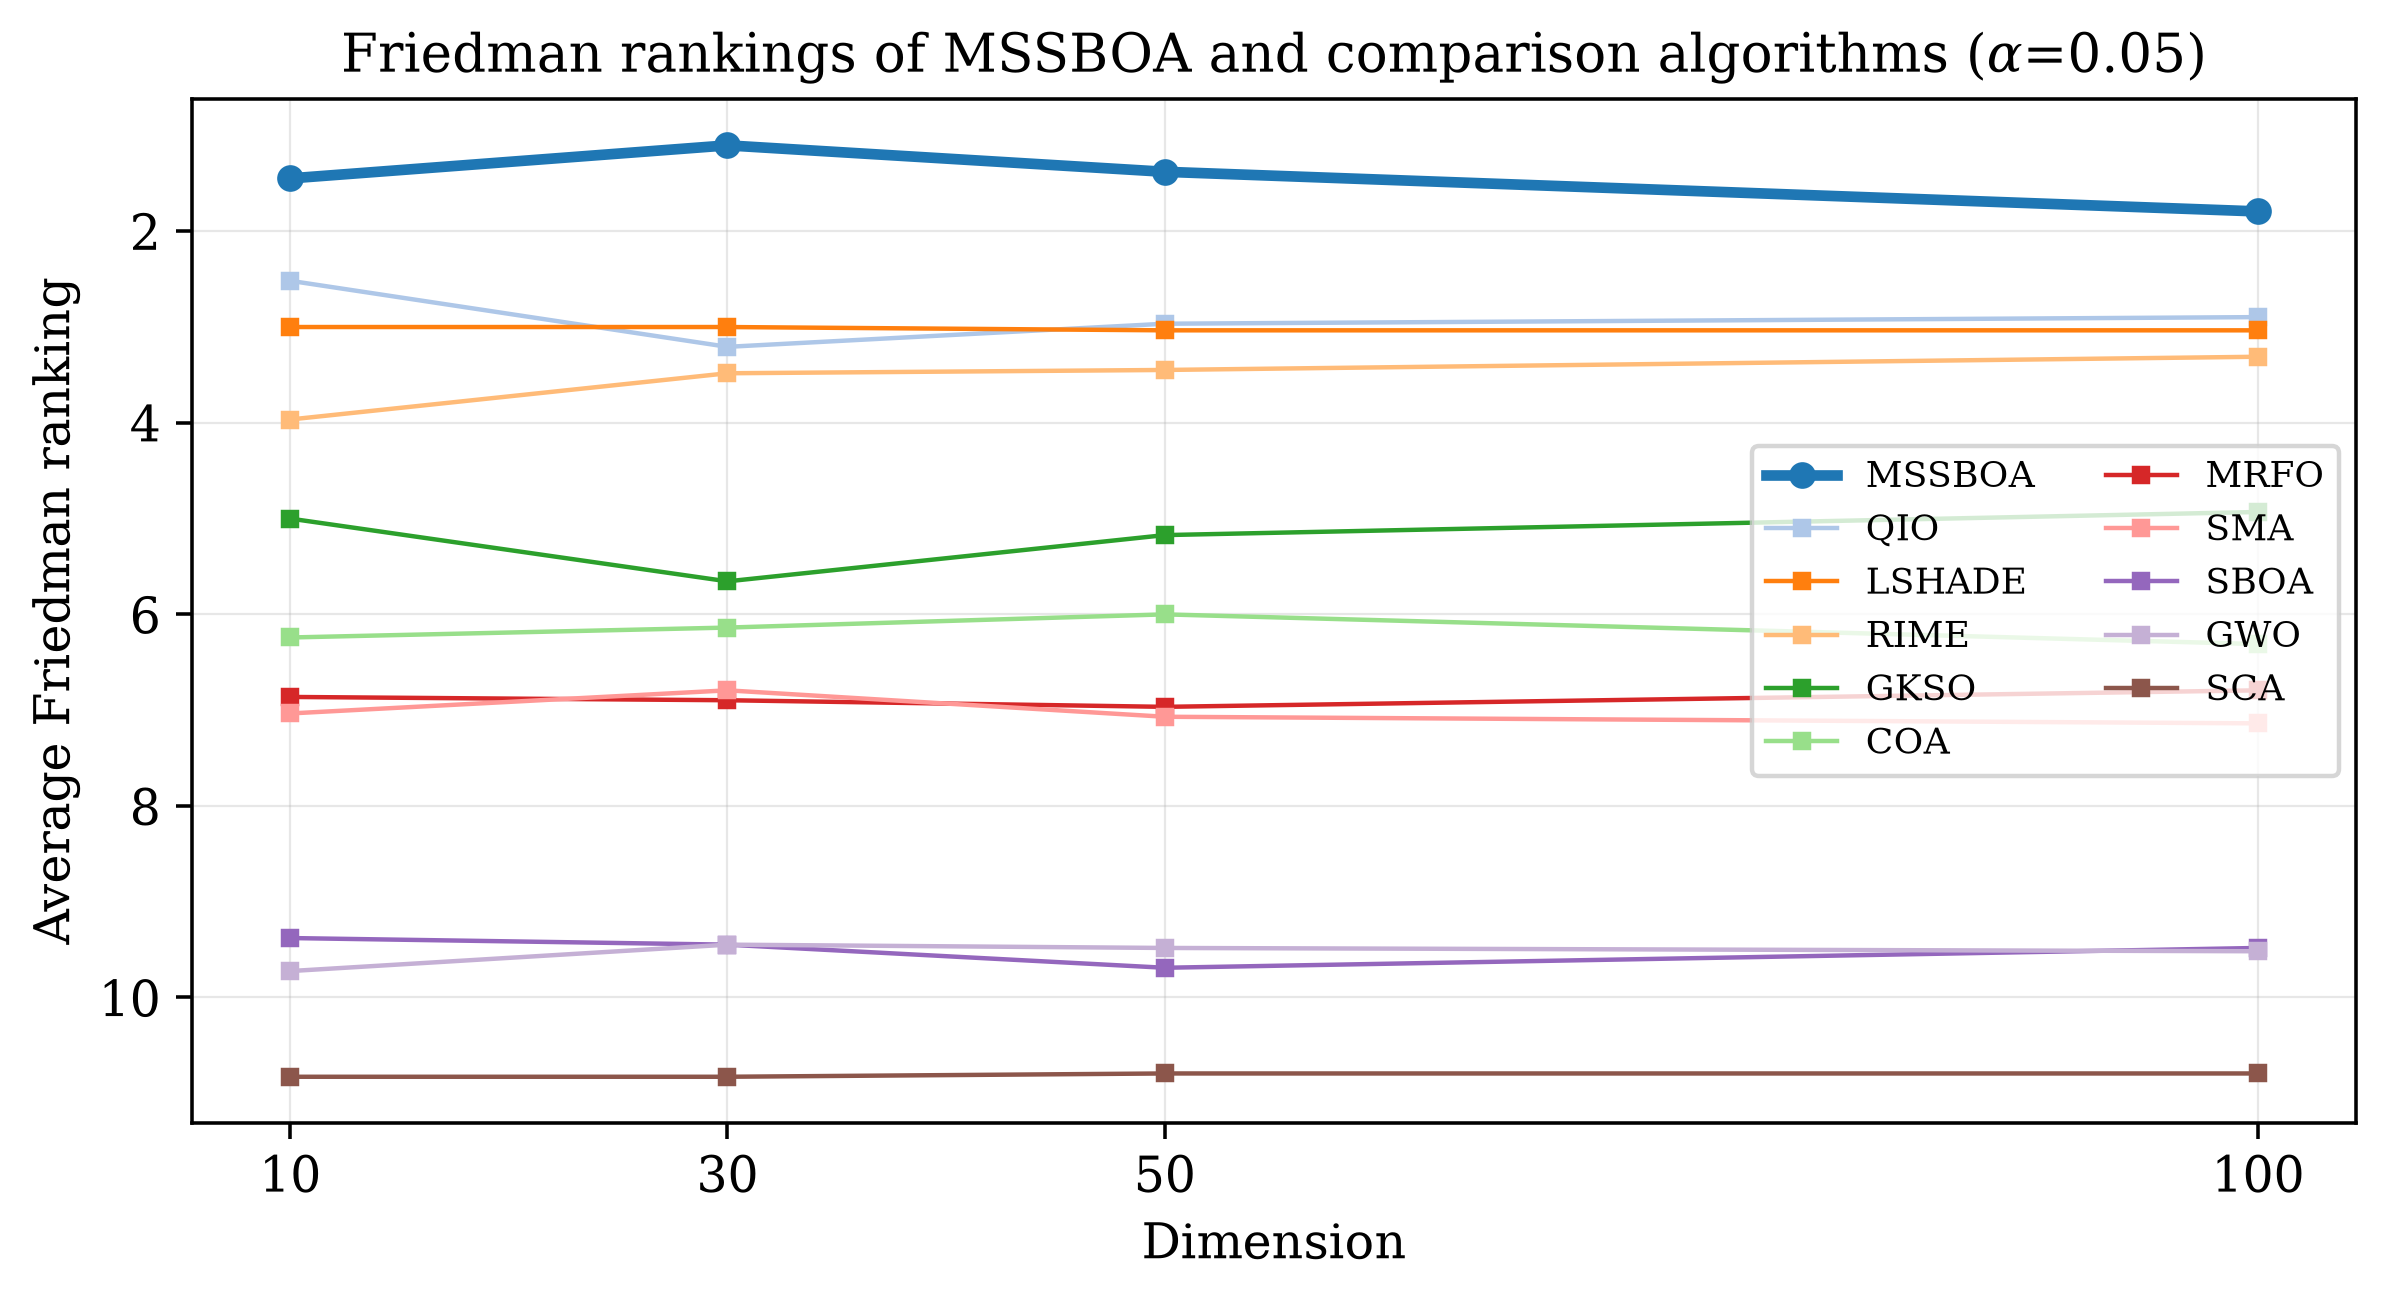 Friedman rankings of MSSBOA and comparison algorithms (α=0.05)
Average Friedman ranking
2
4
6
8
10
MSSBOA
QIO
LSHADE
RIME
GKSO
COA
MRFO
SMA
SBOA
GWO
SCA
10
30
50
100
Dimension